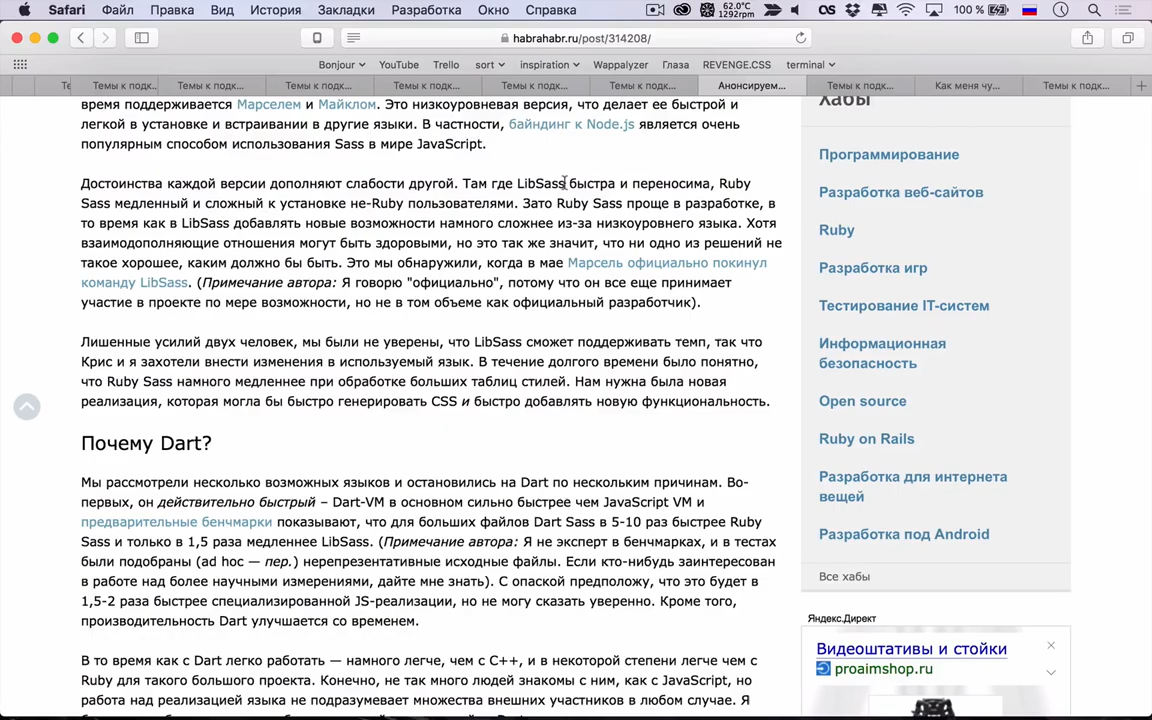 Safari Файл Правка Вид История Закладки Разработка Окно Справка 62.0°C 1292rpm 100 %
habrahabr.ru/post/314208/
Bonjour YouTube Trello sort inspiration Wappalyzer Глаза REVENGE.CSS terminal
Те Темы к подк... Темы к подк... Темы к подк... Темы к подк... Темы к подк... Темы к подк... Анонсируем... Темы к подк... Как меня чу... Темы к подк...
время поддерживается Марселем и Майклом. Это низкоуровневая версия, что делает ее быстрой и
легкой в установке и встраивании в другие языки. В частности, байндинг к Node.js является очень
популярным способом использования Sass в мире JavaScript.
Достоинства каждой версии дополняют слабости другой. Там где LibSass быстра и переносима, Ruby
Sass медленный и сложный к установке не-Ruby пользователями. Зато Ruby Sass проще в разработке, в
то время как в LibSass добавлять новые возможности намного сложнее из-за низкоуровнего языка. Хотя
взаимодополняющие отношения могут быть здоровыми, но это так же значит, что ни одно из решений не
такое хорошее, каким должно бы быть. Это мы обнаружили, когда в мае Марсель официально покинул
команду LibSass. (Примечание автора: Я говорю "официально", потому что он все еще принимает
участие в проекте по мере возможности, но не в том объеме как официальный разработчик).
Лишенные усилий двух человек, мы были не уверены, что LibSass сможет поддерживать темп, так что
Крис и я захотели внести изменения в используемый язык. В течение долгого времени было понятно,
что Ruby Sass намного медленнее при обработке больших таблиц стилей. Нам нужна была новая
реализация, которая могла бы быстро генерировать CSS и быстро добавлять новую функциональность.
Почему Dart?
Мы рассмотрели несколько возможных языков и остановились на Dart по нескольким причинам. Во-
первых, он действительно быстрый – Dart-VM в основном сильно быстрее чем JavaScript VM и
предварительные бенчмарки показывают, что для больших файлов Dart Sass в 5-10 раз быстрее Ruby
Sass и только в 1,5 раза медленнее LibSass. (Примечание автора: Я не эксперт в бенчмарках, и в тестах
были подобраны (ad hoc — пер.) нерепрезентативные исходные файлы. Если кто-нибудь заинтересован
в работе над более научными измерениями, дайте мне знать). С опаской предположу, что это будет в
1,5-2 раза быстрее специализированной JS-реализации, но не могу сказать уверенно. Кроме того,
производительность Dart улучшается со временем.
В то время как с Dart легко работать — намного легче, чем с C++, и в некоторой степени легче чем с
Ruby для такого большого проекта. Конечно, не так много людей знакомы с ним, как с JavaScript, но
работа над реализацией языка не подразумевает множества внешних участников в любом случае. Я
Хабы
Программирование
Разработка веб-сайтов
Ruby
Разработка игр
Тестирование IT-систем
Информационная
безопасность
Open source
Ruby on Rails
Разработка для интернета
вещей
Разработка под Android
Все хабы
Яндекс.Директ
Видеоштативы и стойки
proaimshop.ru